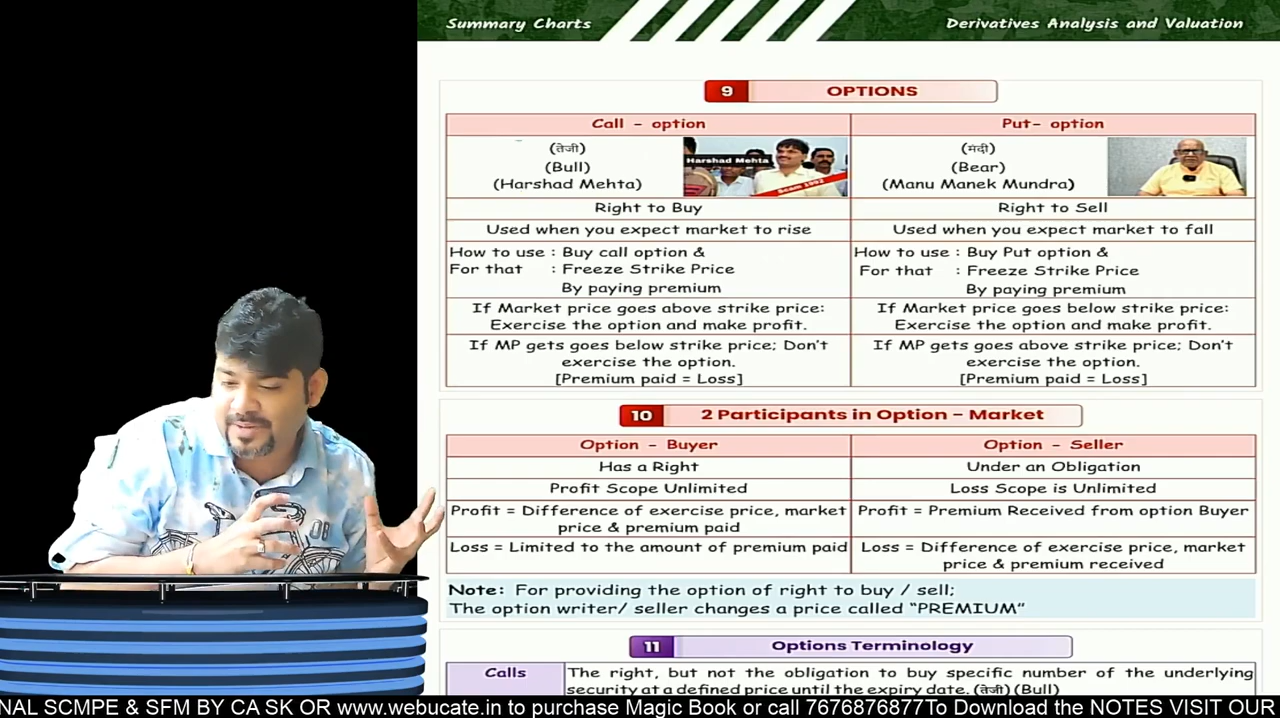 Summary Charts
Derivatives Analysis and Valuation
9 OPTIONS
Call - option
Put- option
(तेजी)
(Bull)
(Harshad Mehta)
Harshad Mehta
Scam 1992
(मंदी)
(Bear)
(Manu Manek Mundra)
Right to Buy
Right to Sell
Used when you expect market to rise
Used when you expect market to fall
How to use : Buy call option &
For that : Freeze Strike Price
By paying premium
How to use : Buy Put option &
For that : Freeze Strike Price
By paying premium
If Market price goes above strike price:
Exercise the option and make profit.
If Market price goes below strike price:
Exercise the option and make profit.
If MP gets goes below strike price; Don't
exercise the option.
[Premium paid = Loss]
If MP gets goes above strike price; Don't
exercise the option.
[Premium paid = Loss]
10 2 Participants in Option – Market
Option - Buyer
Option - Seller
Has a Right
Under an Obligation
Profit Scope Unlimited
Loss Scope is Unlimited
Profit = Difference of exercise price, market
price & premium paid
Profit = Premium Received from option Buyer
Loss = Limited to the amount of premium paid
Loss = Difference of exercise price, market
price & premium received
Note: For providing the option of right to buy / sell;
The option writer/ seller changes a price called "PREMIUM"
11 Options Terminology
Calls
The right, but not the obligation to buy specific number of the underlying
security at a defined price until the expiry date. (तेजी) (Bull)
NAL SCMPE & SFM BY CA SK OR www.webucate.in to purchase Magic Book or call 7676876877To Download the NOTES VISIT OUR